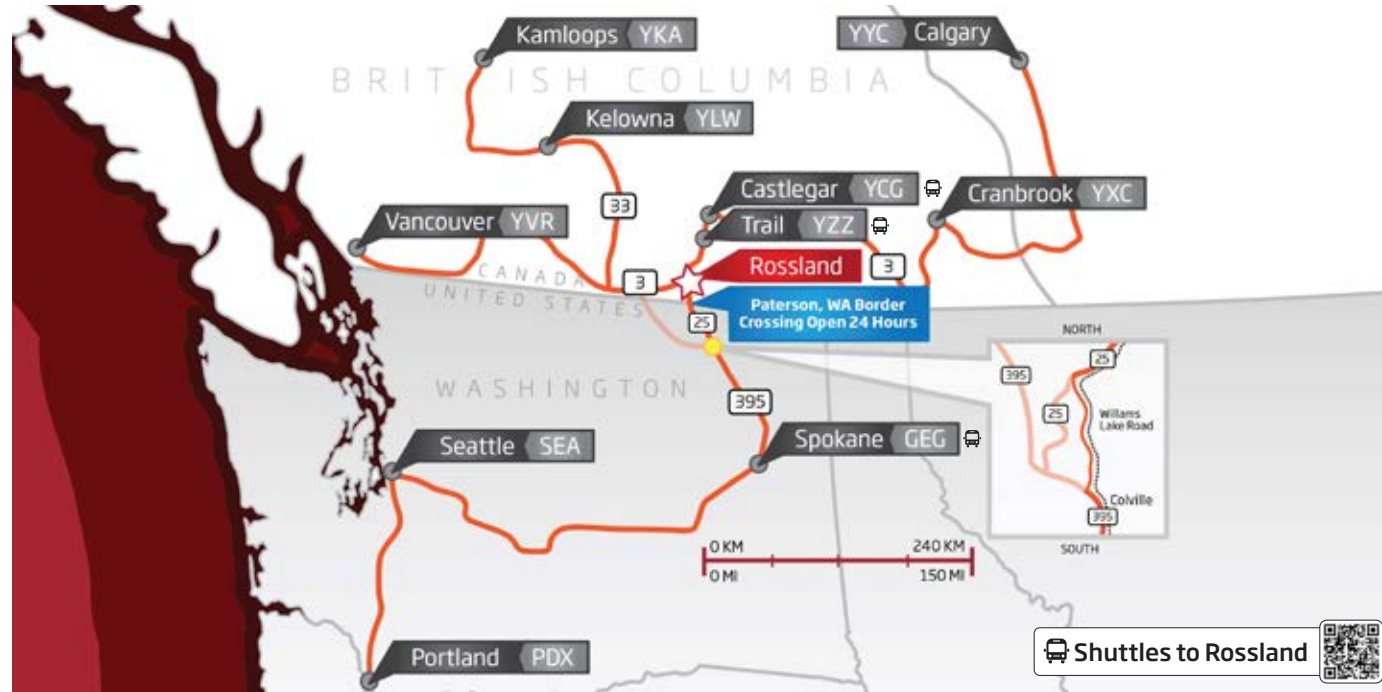 Kamloops YKA
YYC Calgary
BRITISH COLUMBIA
Kelowna YLW
Castlegar YCG
Cranbrook YXC
33
Vancouver YVR
Trail YZZ
Rossland
3
CANADA
3
UNITED STATES
Paterson, WA Border
Crossing Open 24 Hours
25
NORTH
25
395
WASHINGTON
395
25
Willams
Lake Road
Seattle SEA
Spokane GEG
Colville
395
0 KM 240 KM
SOUTH
0 MI 150 MI
Shuttles to Rossland
Portland PDX